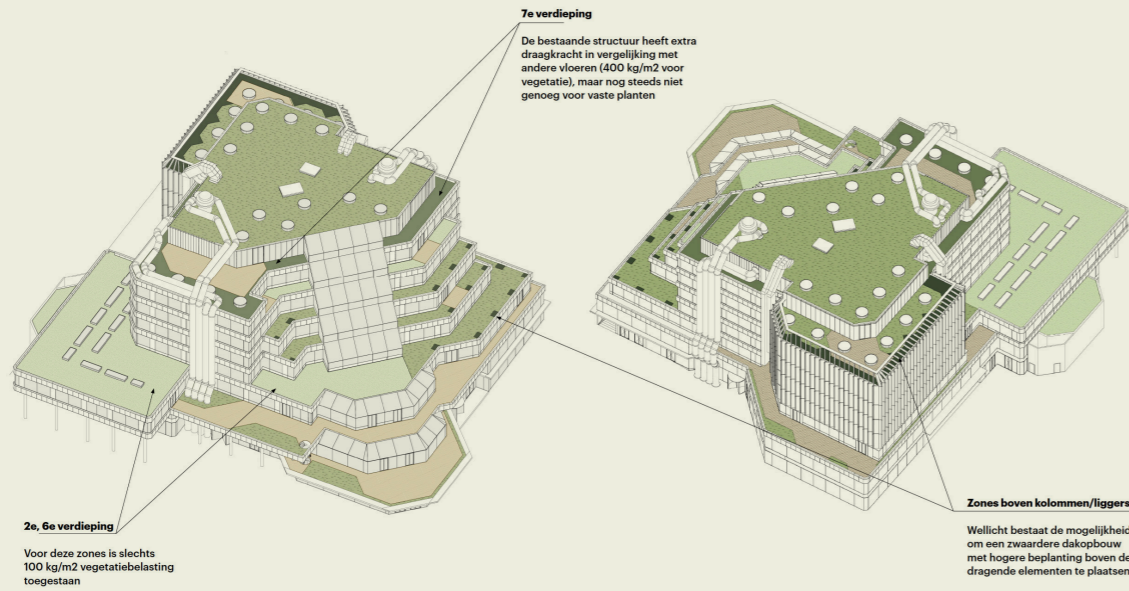 7e verdieping
De bestaande structuur heeft extra
draagkracht in vergelijking met
andere vloeren (400 kg/m2 voor
vegetatie), maar nog steeds niet
genoeg voor vaste planten
2e, 6e verdieping
Voor deze zones is slechts
100 kg/m2 vegetatiebelasting
toegestaan
Zones boven kolommen/liggers
Wellicht bestaat de mogelijkheid
om een zwaardere dakopbouw
met hogere beplanting boven de
dragende elementen te plaatsen